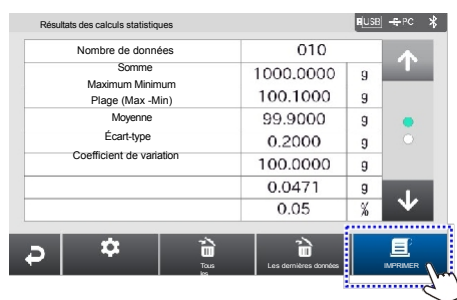 Résultats des calculs statistiques
USB PC
Nombre de données 010
Somme 1000.0000 g
Maximum Minimum 100.1000 g
Plage (Max -Min)
Moyenne 99.9000 g
Écart-type 0.2000 g
Coefficient de variation 100.0000 g
0.0471 g
0.05 %
Tous
les
Les dernières données
IMPRIMER